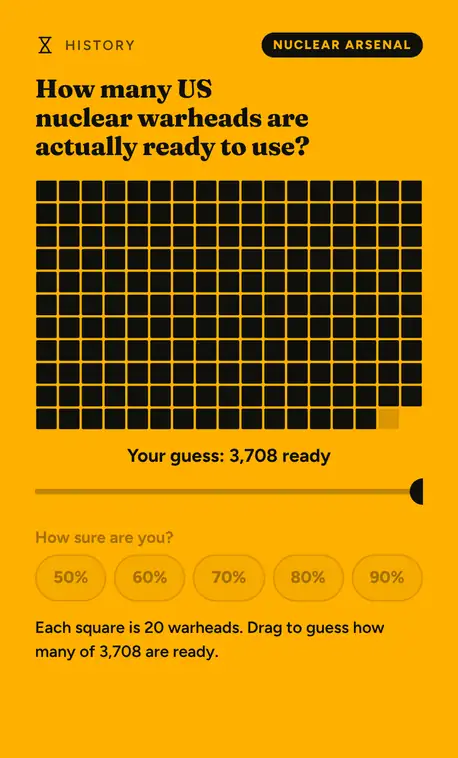 HISTORY
NUCLEAR ARSENAL
How many US
nuclear warheads are
actually ready to use?
Your guess: 3,708 ready
How sure are you?
50%
60%
70%
80%
90%
Each square is 20 warheads. Drag to guess how
many of 3,708 are ready.